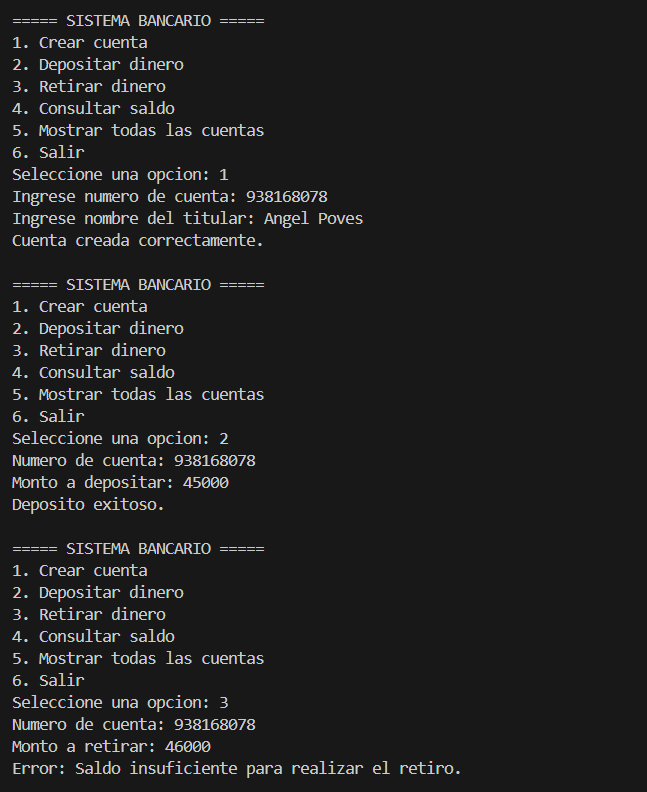 ===== SISTEMA BANCARIO =====
1. Crear cuenta
2. Depositar dinero
3. Retirar dinero
4. Consultar saldo
5. Mostrar todas las cuentas
6. Salir
Seleccione una opcion: 1
Ingrese numero de cuenta: 938168078
Ingrese nombre del titular: Angel Poves
Cuenta creada correctamente.

===== SISTEMA BANCARIO =====
1. Crear cuenta
2. Depositar dinero
3. Retirar dinero
4. Consultar saldo
5. Mostrar todas las cuentas
6. Salir
Seleccione una opcion: 2
Numero de cuenta: 938168078
Monto a depositar: 45000
Deposito exitoso.

===== SISTEMA BANCARIO =====
1. Crear cuenta
2. Depositar dinero
3. Retirar dinero
4. Consultar saldo
5. Mostrar todas las cuentas
6. Salir
Seleccione una opcion: 3
Numero de cuenta: 938168078
Monto a retirar: 46000
Error: Saldo insuficiente para realizar el retiro.